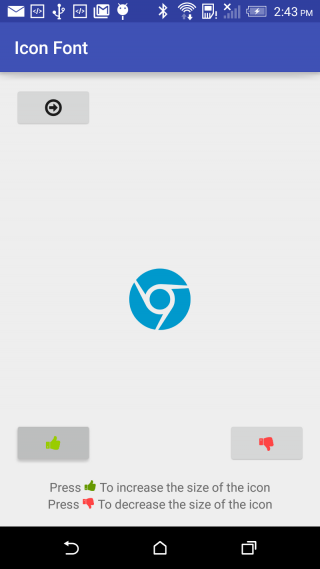 2:43 PM
Icon Font
Press To increase the size of the icon
Press To decrease the size of the icon